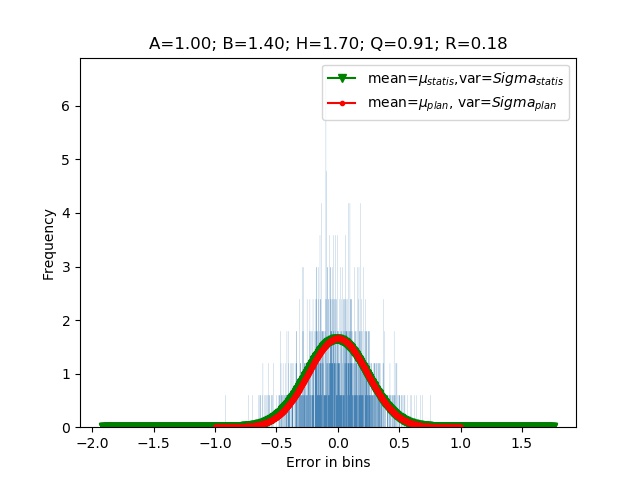 A=1.00; B=1.40; H=1.70; Q=0.91; R=0.18
mean=μstatis,var=Sigmastatis
mean=μplan, var=Sigmaplan
6
5
4
3
2
1
0
Frequency
−2.0 −1.5 −1.0 −0.5 0.0 0.5 1.0 1.5
Error in bins